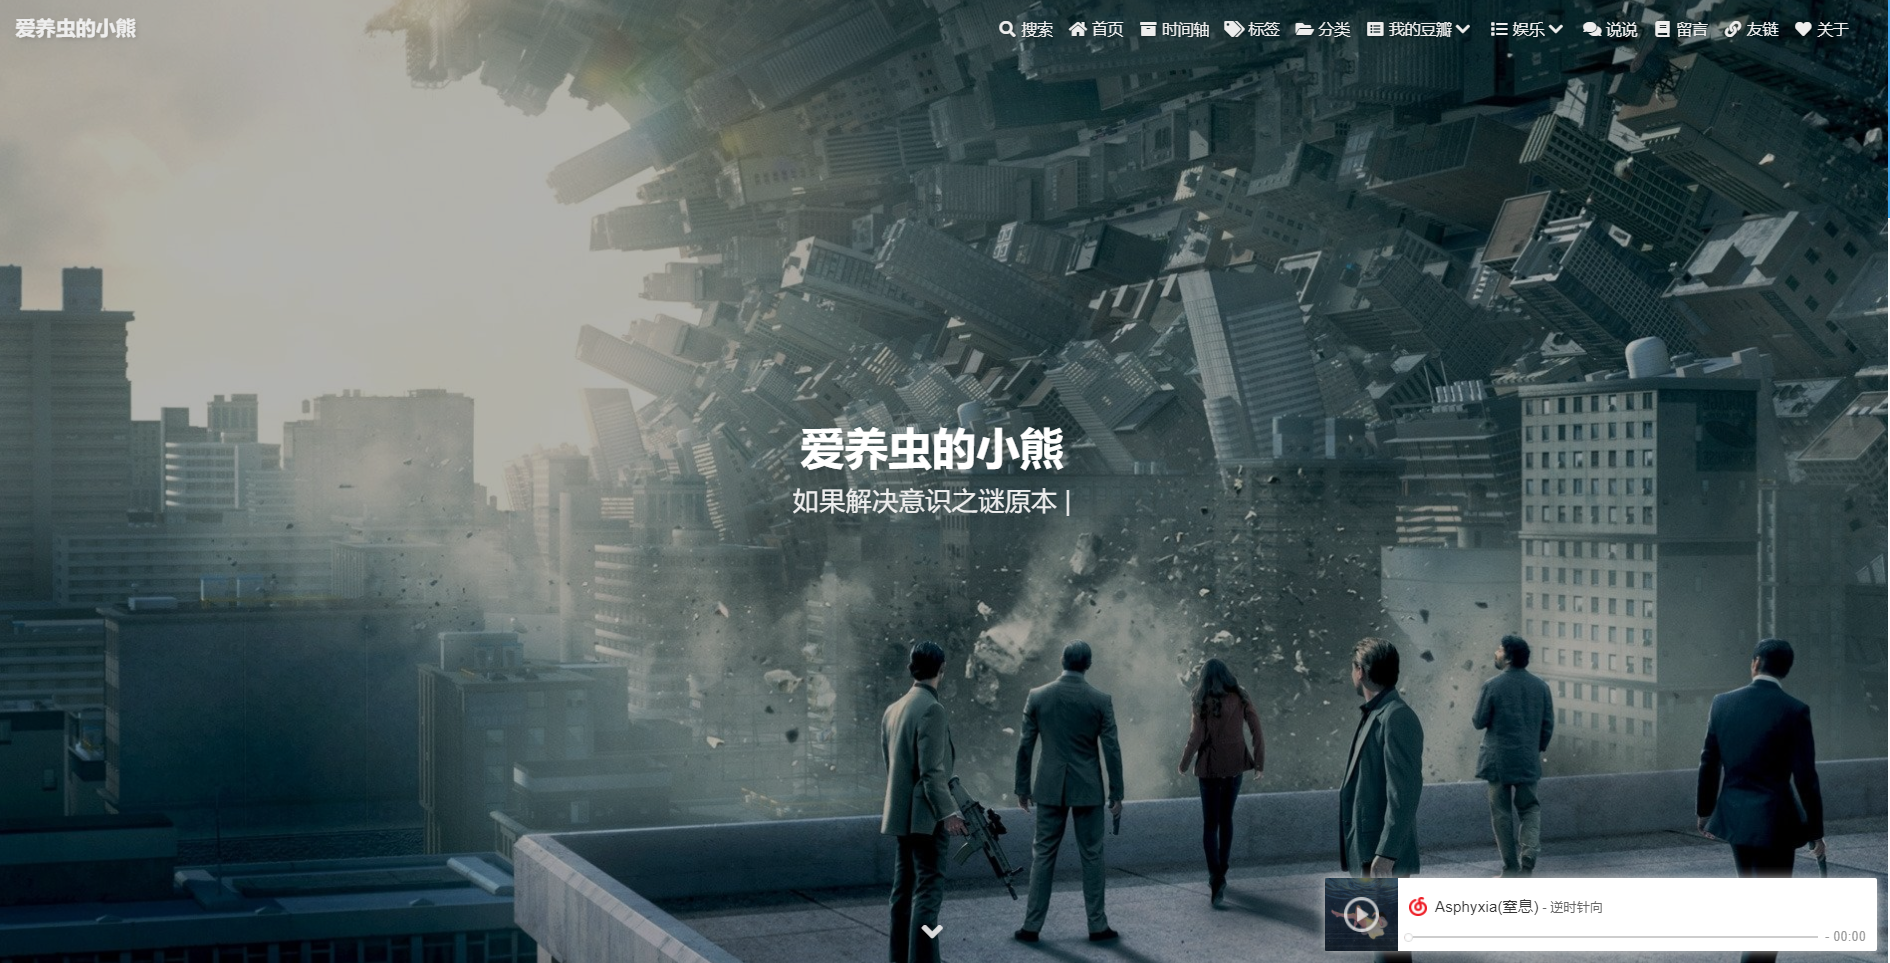 爱养虫的小熊
搜索 首页 时间轴 标签 分类 我的豆瓣 娱乐 说说 留言 友链 关于
爱养虫的小熊
如果解决意识之谜原本 |
Asphyxia(窒息) - 逆时针向
- 00:00